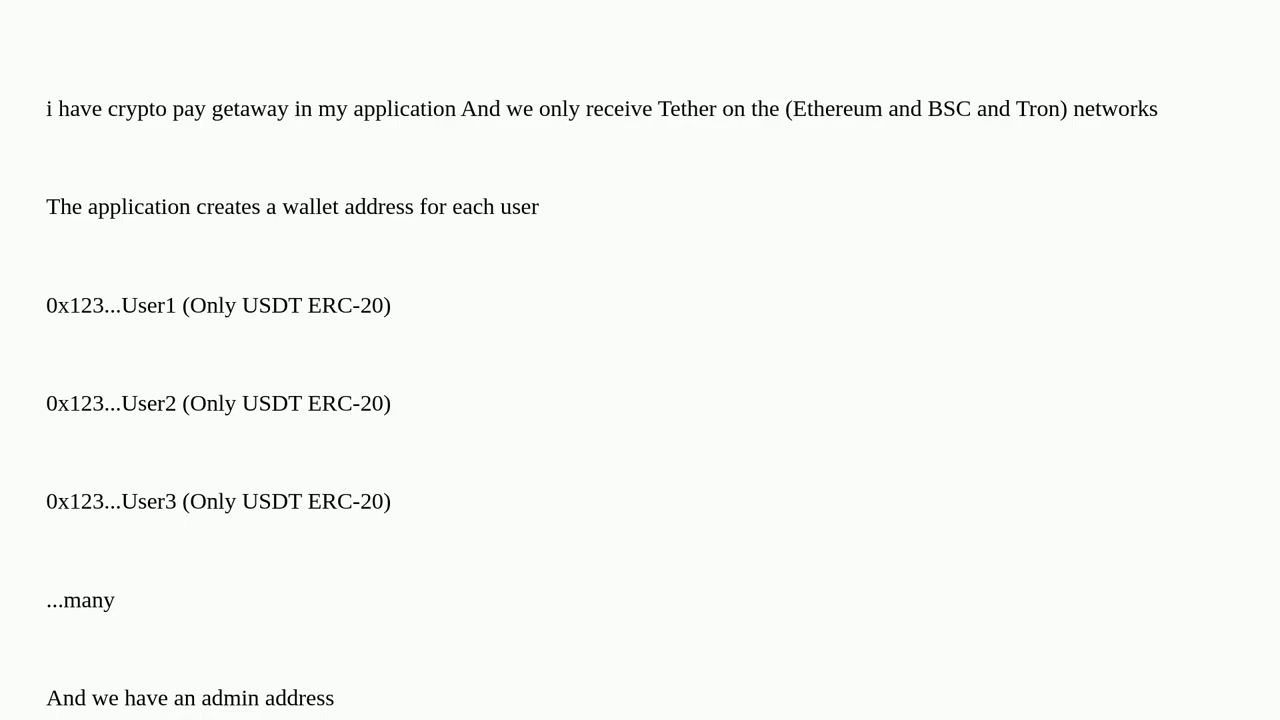 i have crypto pay getaway in my application And we only receive Tether on the (Ethereum and BSC and Tron) networks
The application creates a wallet address for each user
0x123...User1 (Only USDT ERC-20)
0x123...User2 (Only USDT ERC-20)
0x123...User3 (Only USDT ERC-20)
...many
And we have an admin address